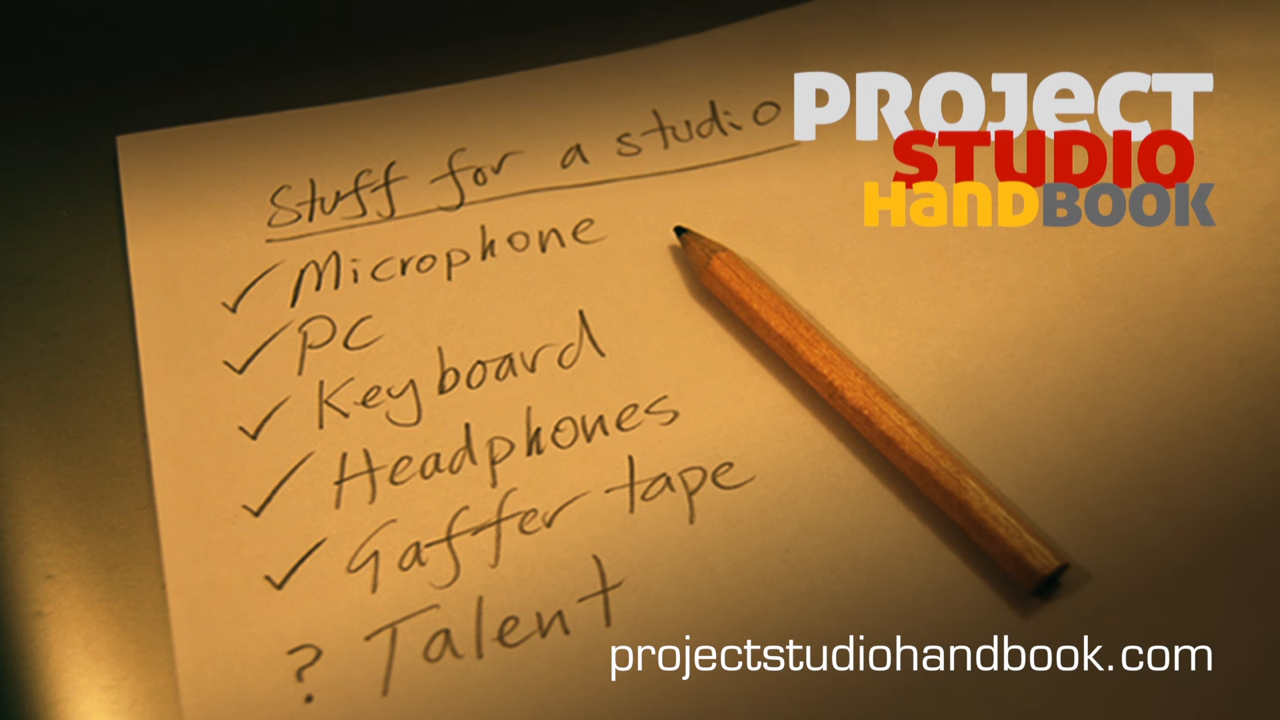 PROJECT
STUDIO
HANDBOOK
Stuff for a studio
✓ Microphone
✓ PC
✓ Keyboard
✓ Headphones
✓ Gaffer tape
? Talent
projectstudiohandbook.com